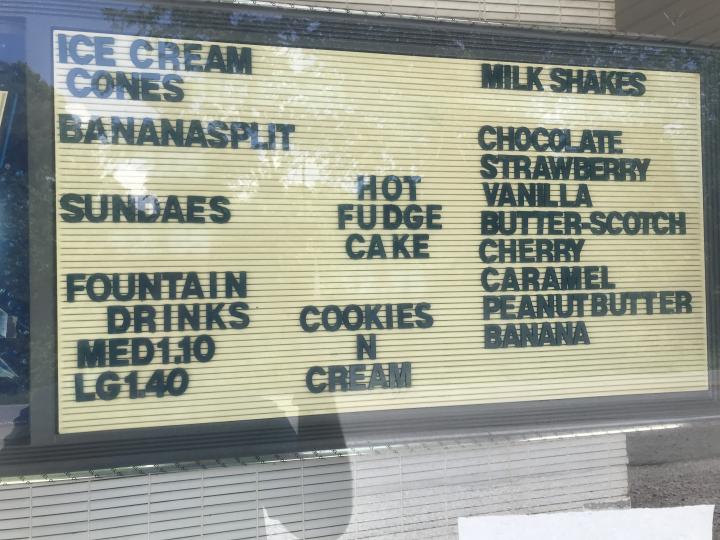 ICE CREAM
CONES
BANANASPLIT
SUNDAES
FOUNTAIN
DRINKS
MED1.10
LG1.40
HOT
FUDGE
CAKE
COOKIES
N
CREAM
MILK SHAKES
CHOCOLATE
STRAWBERRY
VANILLA
BUTTER-SCOTCH
CHERRY
CARAMEL
PEANUTBUTTER
BANANA